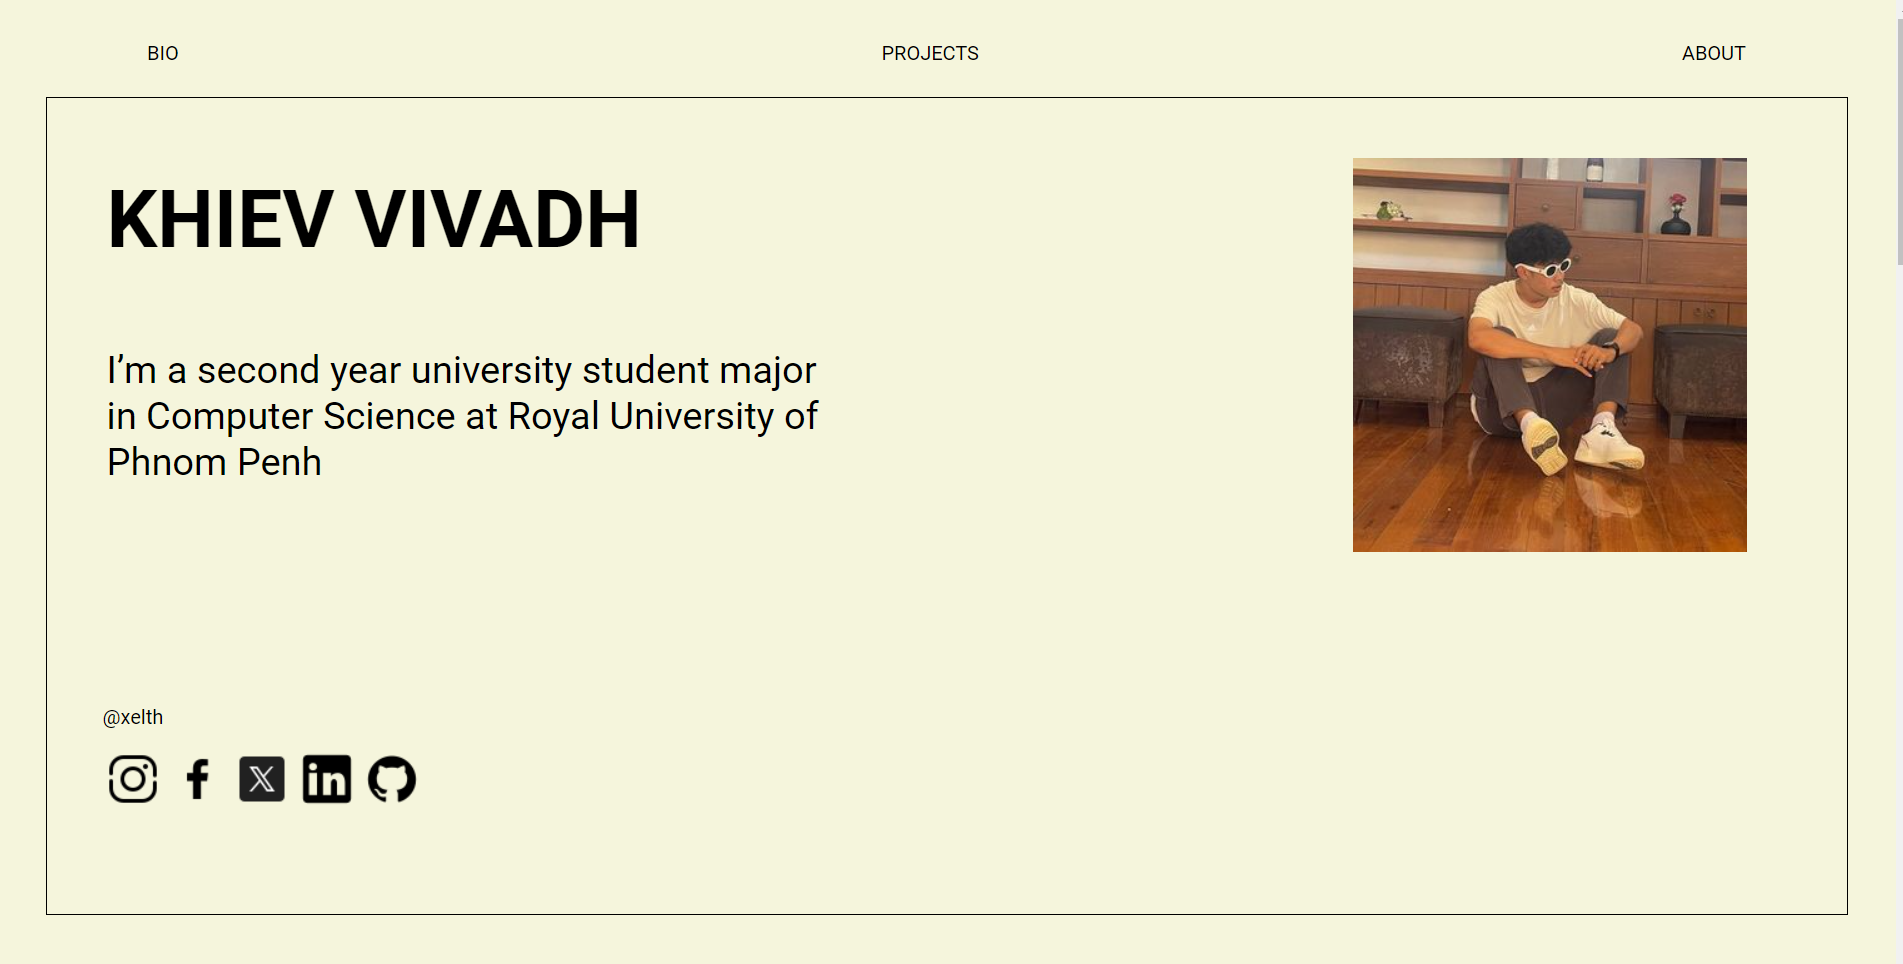 BIO PROJECTS ABOUT
KHIEV VIVADH
I’m a second year university student major
in Computer Science at Royal University of
Phnom Penh
@xelth